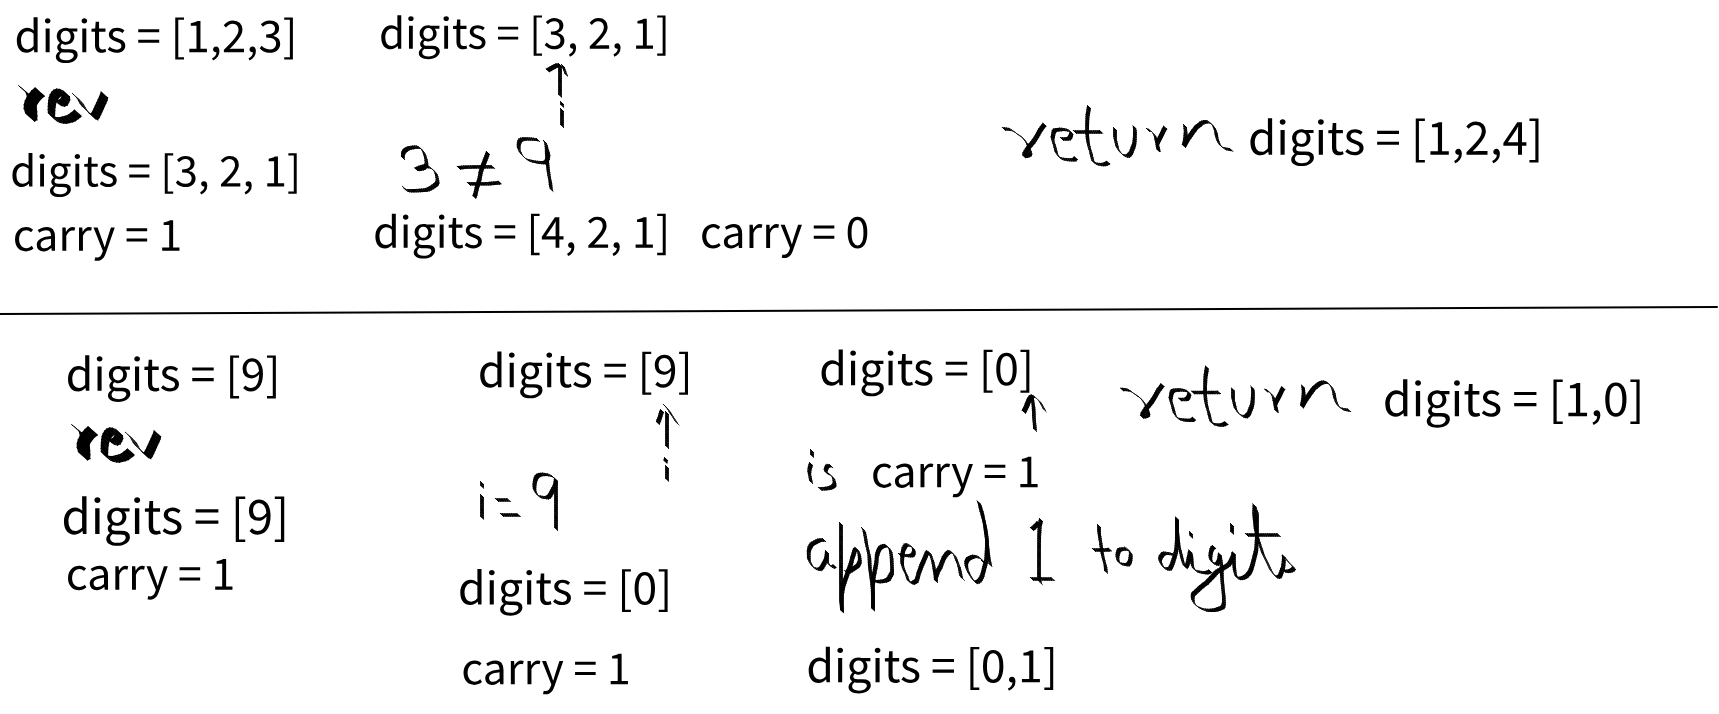 digits = [1,2,3]
rev
digits = [3, 2, 1]
carry = 1
digits = [3, 2, 1]
i
3 ≠ 9
digits = [4, 2, 1] carry = 0
return digits = [1,2,4]
digits = [9]
rev
digits = [9]
carry = 1
digits = [9]
i
i = 9
digits = [0]
carry = 1
digits = [0]
is carry = 1
append 1 to digits
digits = [0,1]
return digits = [1,0]